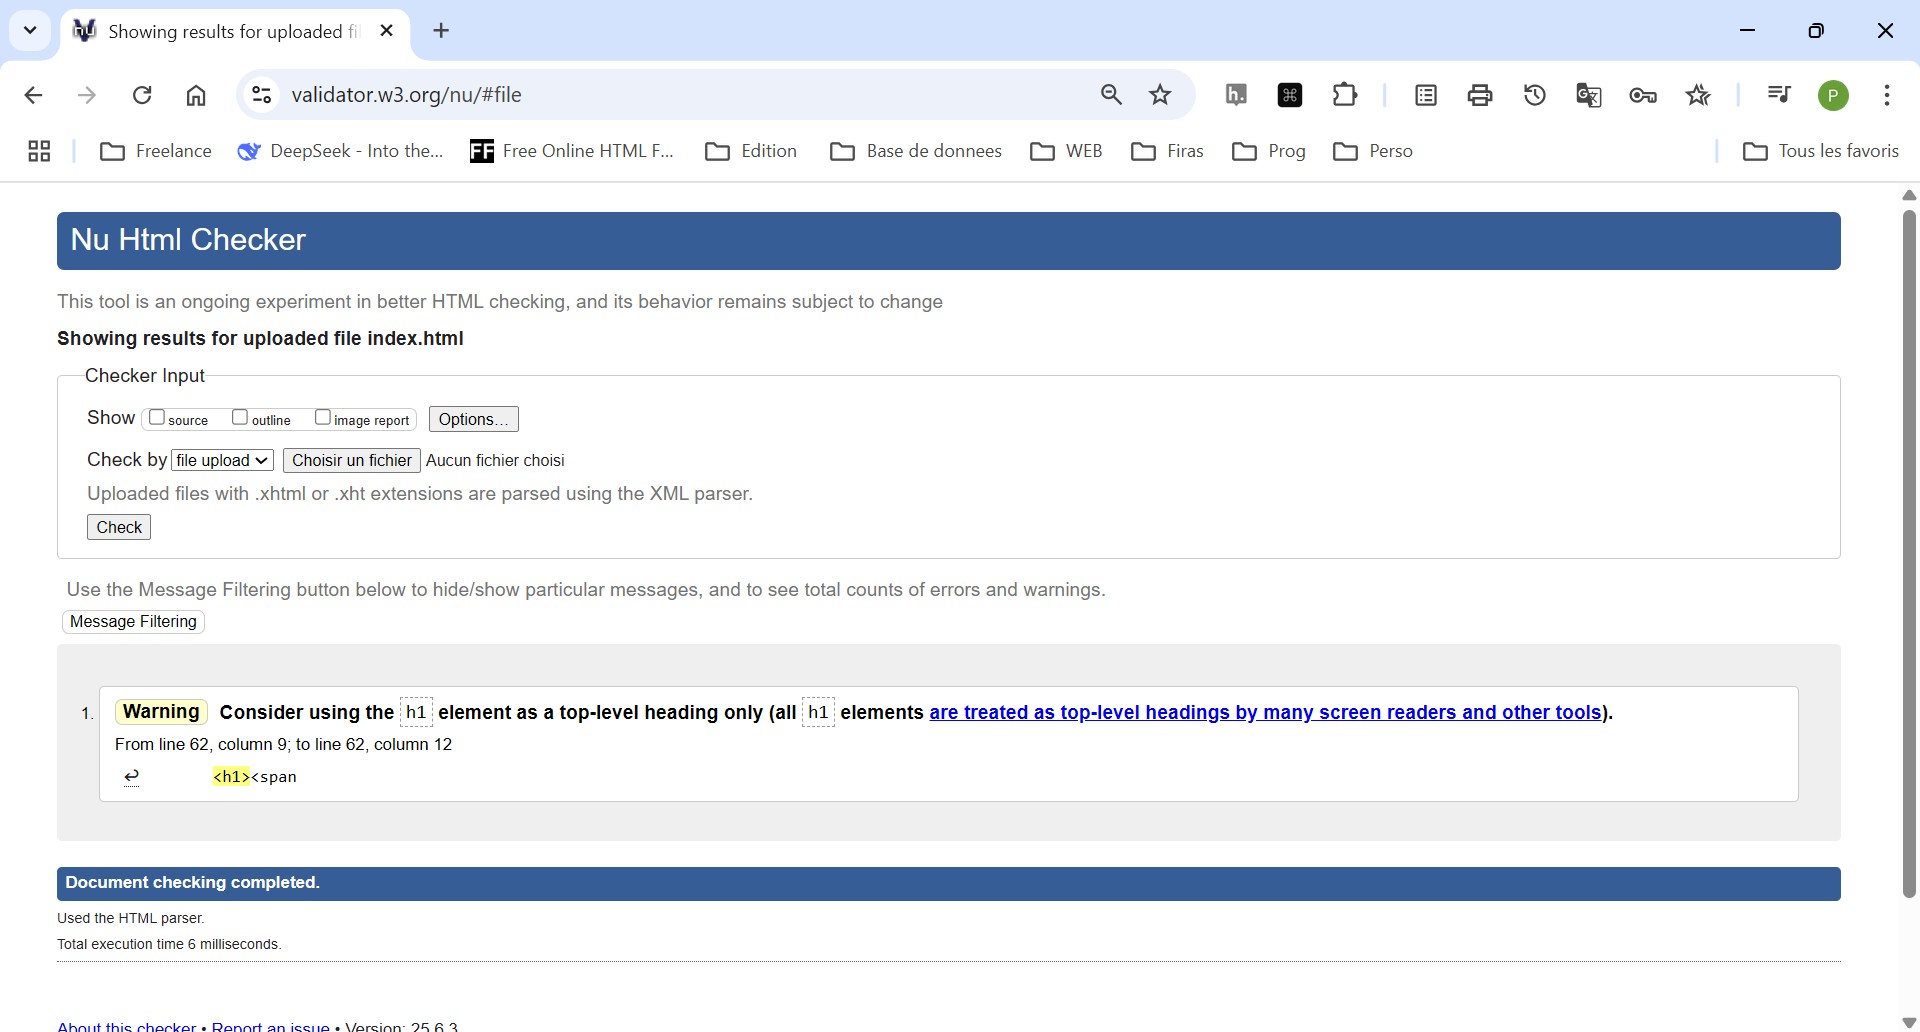 Showing results for uploaded fi
validator.w3.org/nu/#file
h.
P
Freelance
DeepSeek - Into the...
FF Free Online HTML F...
Edition
Base de donnees
WEB
Firas
Prog
Perso
Tous les favoris
Nu Html Checker
This tool is an ongoing experiment in better HTML checking, and its behavior remains subject to change
Showing results for uploaded file index.html
Checker Input
Show source outline image report Options...
Check by file upload Choisir un fichier Aucun fichier choisi
Uploaded files with .xhtml or .xht extensions are parsed using the XML parser.
Check
Use the Message Filtering button below to hide/show particular messages, and to see total counts of errors and warnings.
Message Filtering
1. Warning Consider using the h1 element as a top-level heading only (all h1 elements are treated as top-level headings by many screen readers and other tools).
From line 62, column 9; to line 62, column 12
↩ <h1><span
Document checking completed.
Used the HTML parser.
Total execution time 6 milliseconds.
About this checker • Report an issue • Version: 25.6.3